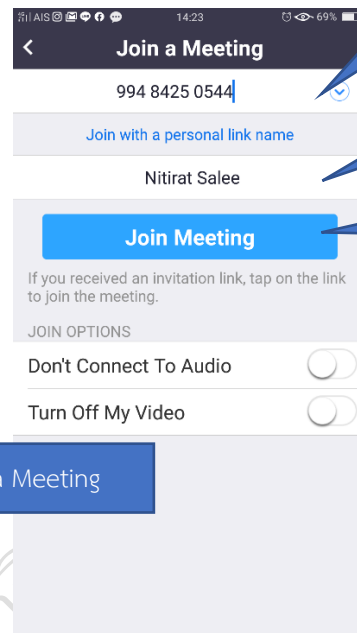 AIS 14:23 69%
Join a Meeting
994 8425 0544
Join with a personal link name
Nitirat Salee
Join Meeting
If you received an invitation link, tap on the link
to join the meeting.
JOIN OPTIONS
Don't Connect To Audio
Turn Off My Video
a Meeting